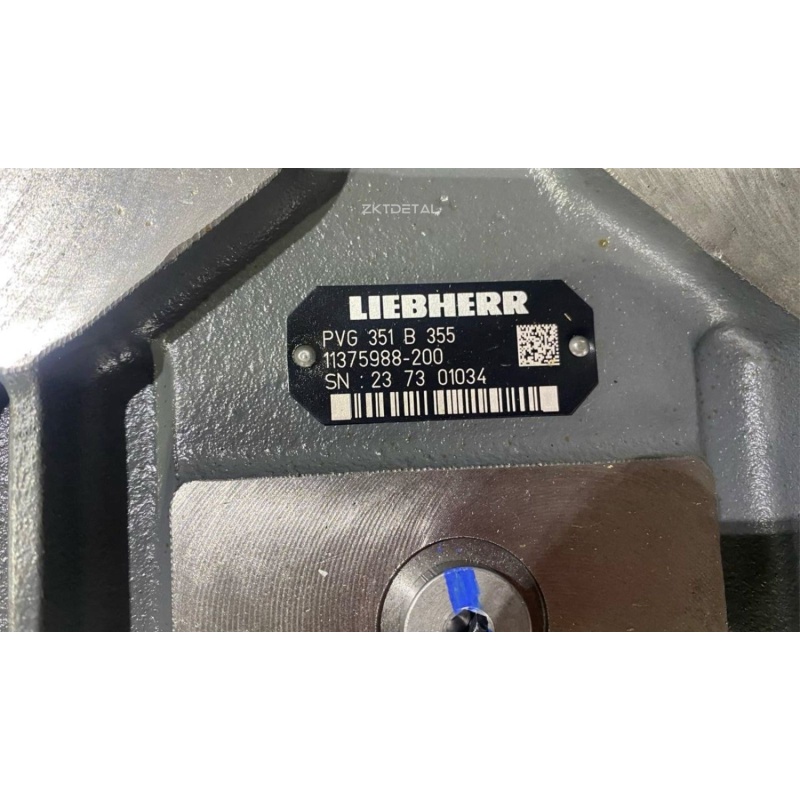 ZKTDETAL
LIEBHERR
PVG 351 B 355
11375988-200
SN : 23 73 01034